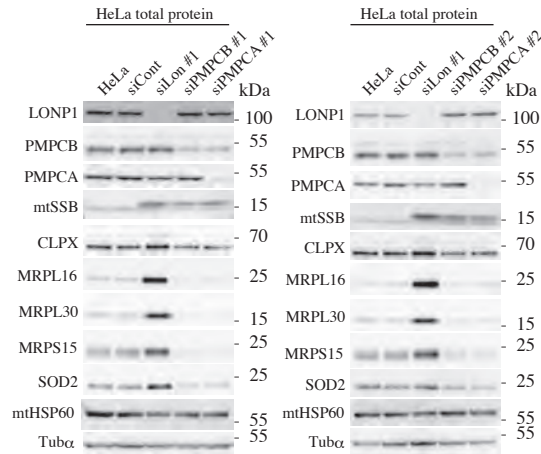 HeLa total protein
HeLa siCont siLon #1 siPMPCB #1 siPMPCA #1
kDa
LONP1 100
PMPCB 55
PMPCA 55
mtSSB 15
CLPX 70
MRPL16 25
MRPL30 15
MRPS15 25
SOD2 25
mtHSP60 55
Tubα 55
HeLa total protein
HeLa siCont siLon #1 siPMPCB #2 siPMPCA #2
kDa
LONP1 100
PMPCB 55
PMPCA 55
mtSSB 15
CLPX 70
MRPL16 25
MRPL30 15
MRPS15 25
SOD2 25
mtHSP60 55
Tubα 55